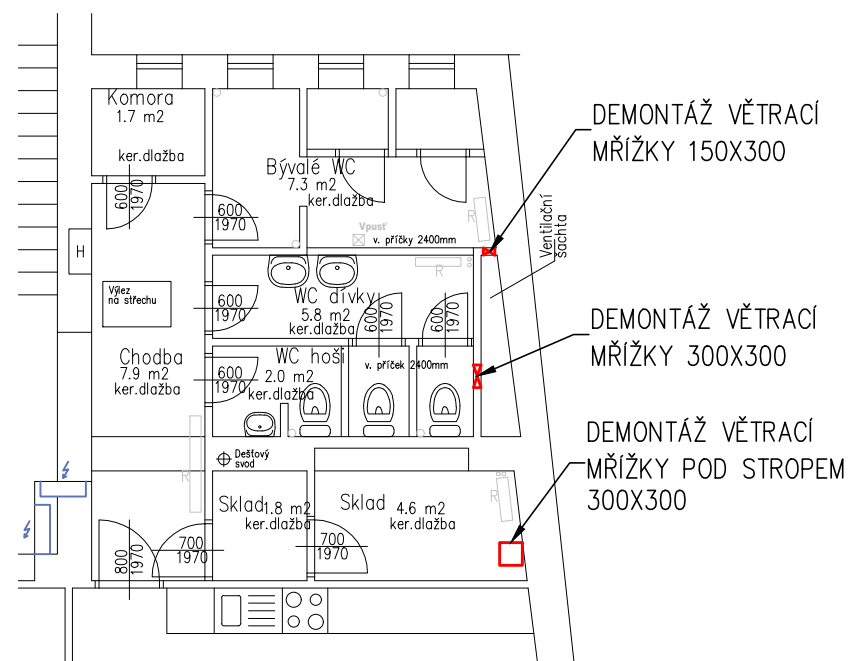 Komora
1.7 m2
ker.dlažba
600
1970
Bývalé WC
7.3 m2
ker.dlažba
600
1970
Vpusť
v. příčky 2400mm
R
DEMONTÁŽ VĚTRACÍ
MŘÍŽKY 150X300
Ventilační
šachta
H
Výlez
na střechu
R
WC dívky
5.8 m2
ker.dlažba
600
1970
600
1970
600
1970
DEMONTÁŽ VĚTRACÍ
MŘÍŽKY 300X300
Chodba
7.9 m2
ker.dlažba
WC hoši
2.0 m2
ker.dlažba
600
1970
v. příček 2400mm
DEMONTÁŽ VĚTRACÍ
MŘÍŽKY POD STROPEM
300X300
Dešťový
svod
R
R
Sklad
1.8 m2
ker.dlažba
Sklad
4.6 m2
ker.dlažba
700
1970
700
1970
800
1970